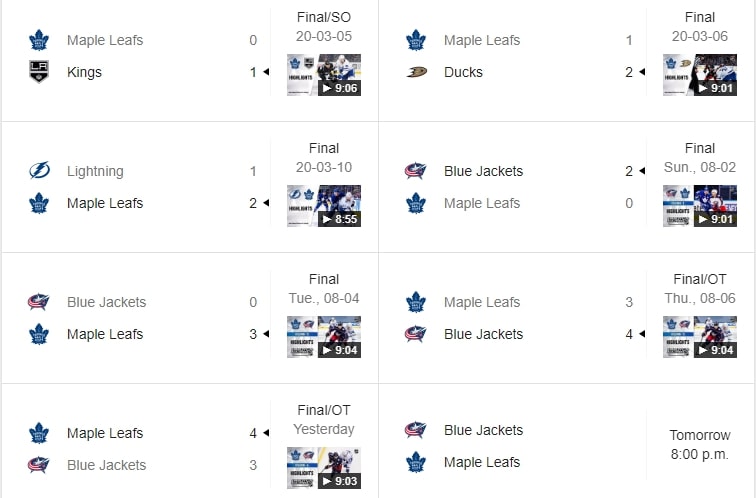 Final/SO
Maple Leafs 0 20-03-05
Kings 1
HIGHLIGHTS
9:06
Final
Maple Leafs 1 20-03-06
Ducks 2
9:01
Final
Lightning 1 20-03-10
Maple Leafs 2
HIGHLIGHTS
8:55
Final
Blue Jackets 2 Sun., 08-02
Maple Leafs 0
HIGHLIGHTS
9:01
Final
Blue Jackets 0 Tue., 08-04
Maple Leafs 3
HIGHLIGHTS
9:04
Final/OT
Maple Leafs 3 Thu., 08-06
Blue Jackets 4
HIGHLIGHTS
9:04
Final/OT
Maple Leafs 4 Yesterday
Blue Jackets 3
HIGHLIGHTS
9:03
Blue Jackets
Tomorrow
Maple Leafs 8:00 p.m.